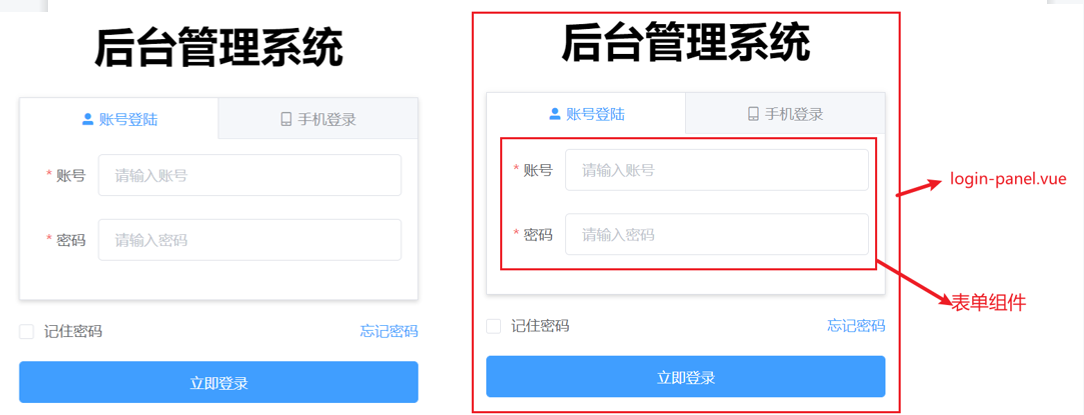 后台管理系统
账号登陆 手机登录
* 账号 请输入账号
* 密码 请输入密码
记住密码 忘记密码
立即登录
后台管理系统
账号登陆 手机登录
* 账号 请输入账号
* 密码 请输入密码
记住密码 忘记密码
立即登录
login-panel.vue
表单组件